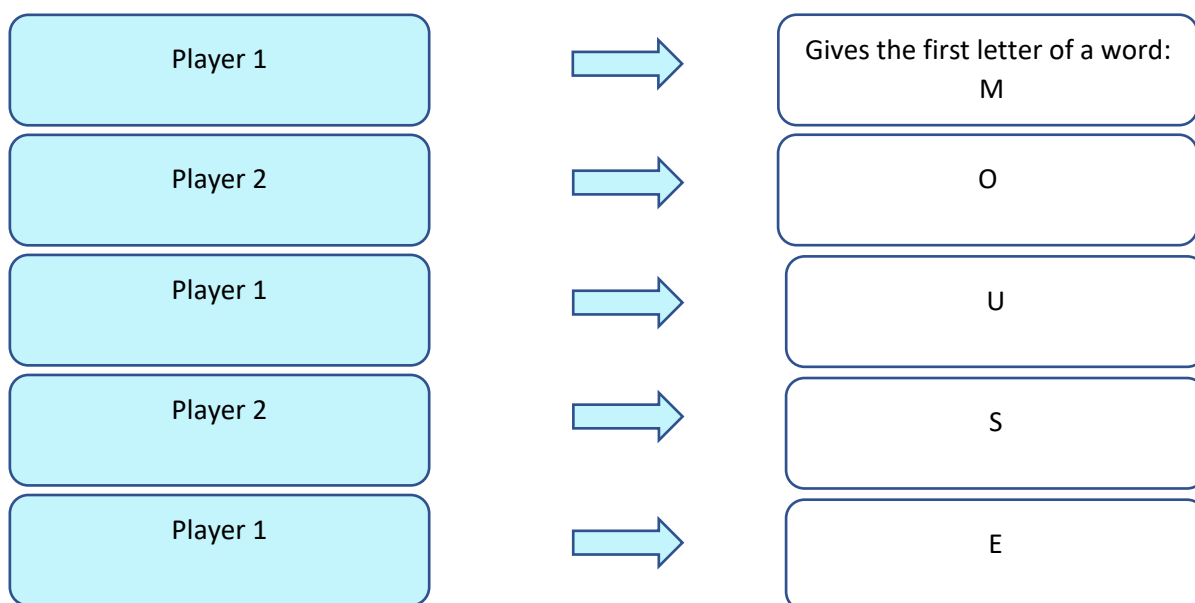 Player 1
Gives the first letter of a word:
M
Player 2
O
Player 1
U
Player 2
S
Player 1
E